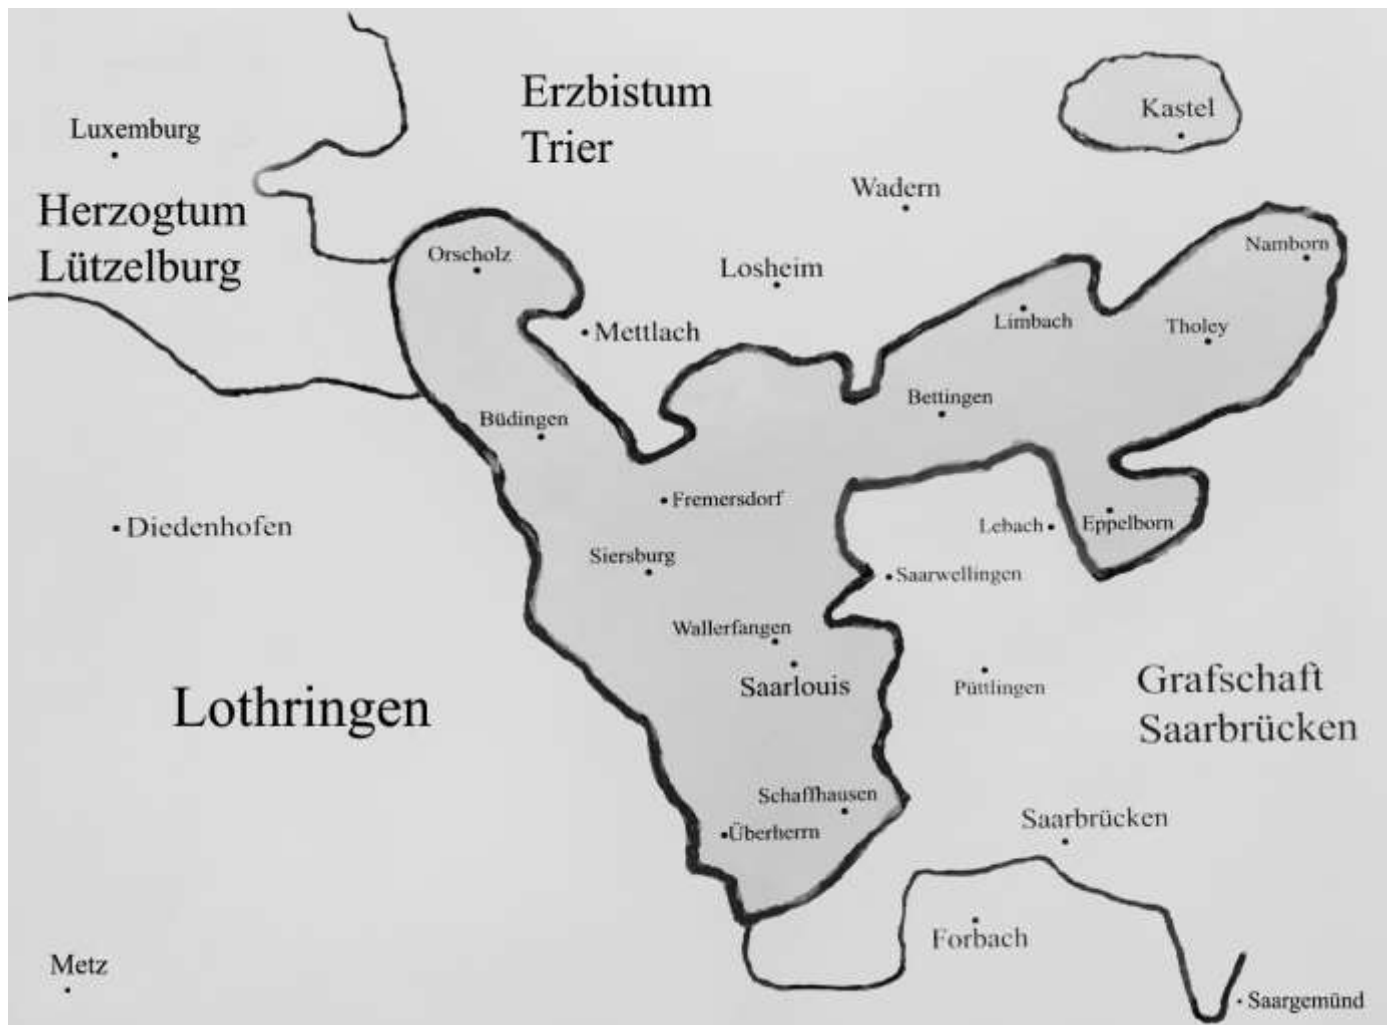 Erzbistum
Trier
Kastel
Luxemburg
Wadern
Herzogtum
Lützelburg
Orscholz
Losheim
Namborn
Mettlach
Limbach
Tholey
Büdingen
Bettingen
Fremersdorf
Diedenhofen
Lebach
Eppelborn
Siersburg
Saarwellingen
Wallerfangen
Saarlouis
Püttlingen
Grafschaft
Saarbrücken
Lothringen
Schaffhausen
Überherrn
Saarbrücken
Forbach
Metz
Saargemünd